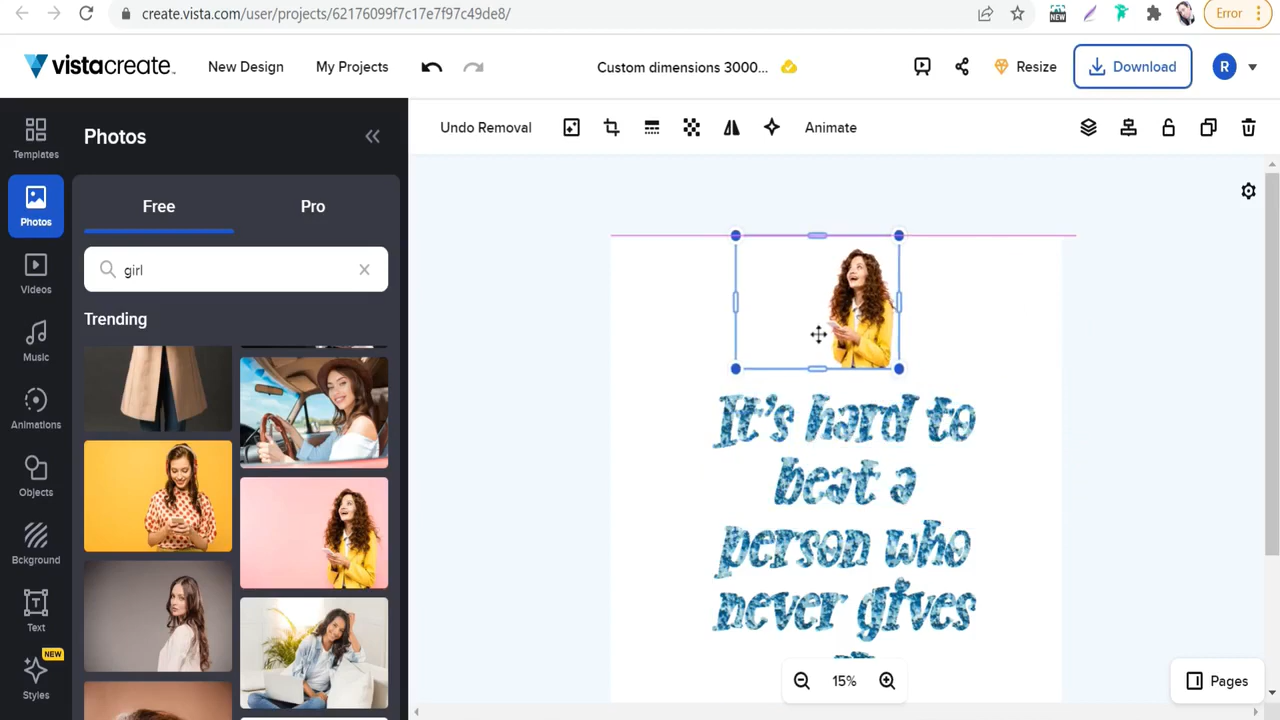 create.vista.com/user/projects/62176099f7c17e7f97c49de8/
NEW
Error
vistacreate
New Design
My Projects
Custom dimensions 3000...
Resize
Download
R
Templates
Photos
Videos
Music
Animations
Objects
Bckground
Text
NEW
Styles
Photos
Free
Pro
girl
Trending
Undo Removal
Animate
It's hard to
beat a
person who
never gives
15%
Pages